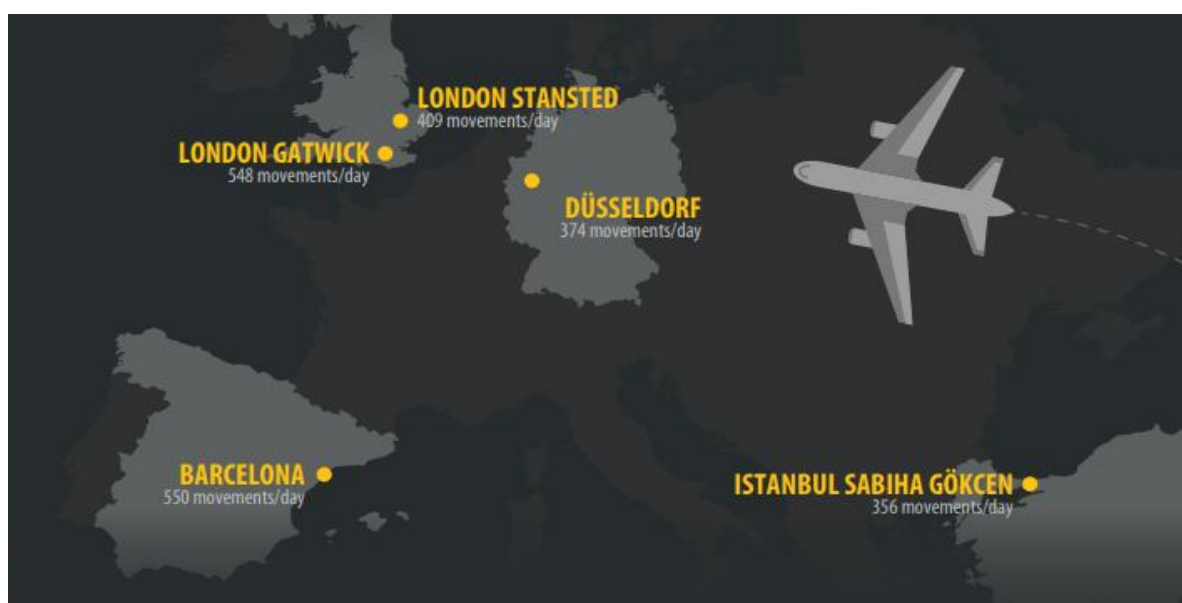 LONDON STANSTED
409 movements/day
LONDON GATWICK
548 movements/day
DÜSSELDORF
374 movements/day
BARCELONA
550 movements/day
ISTANBUL SABIHA GÖKCEN
356 movements/day